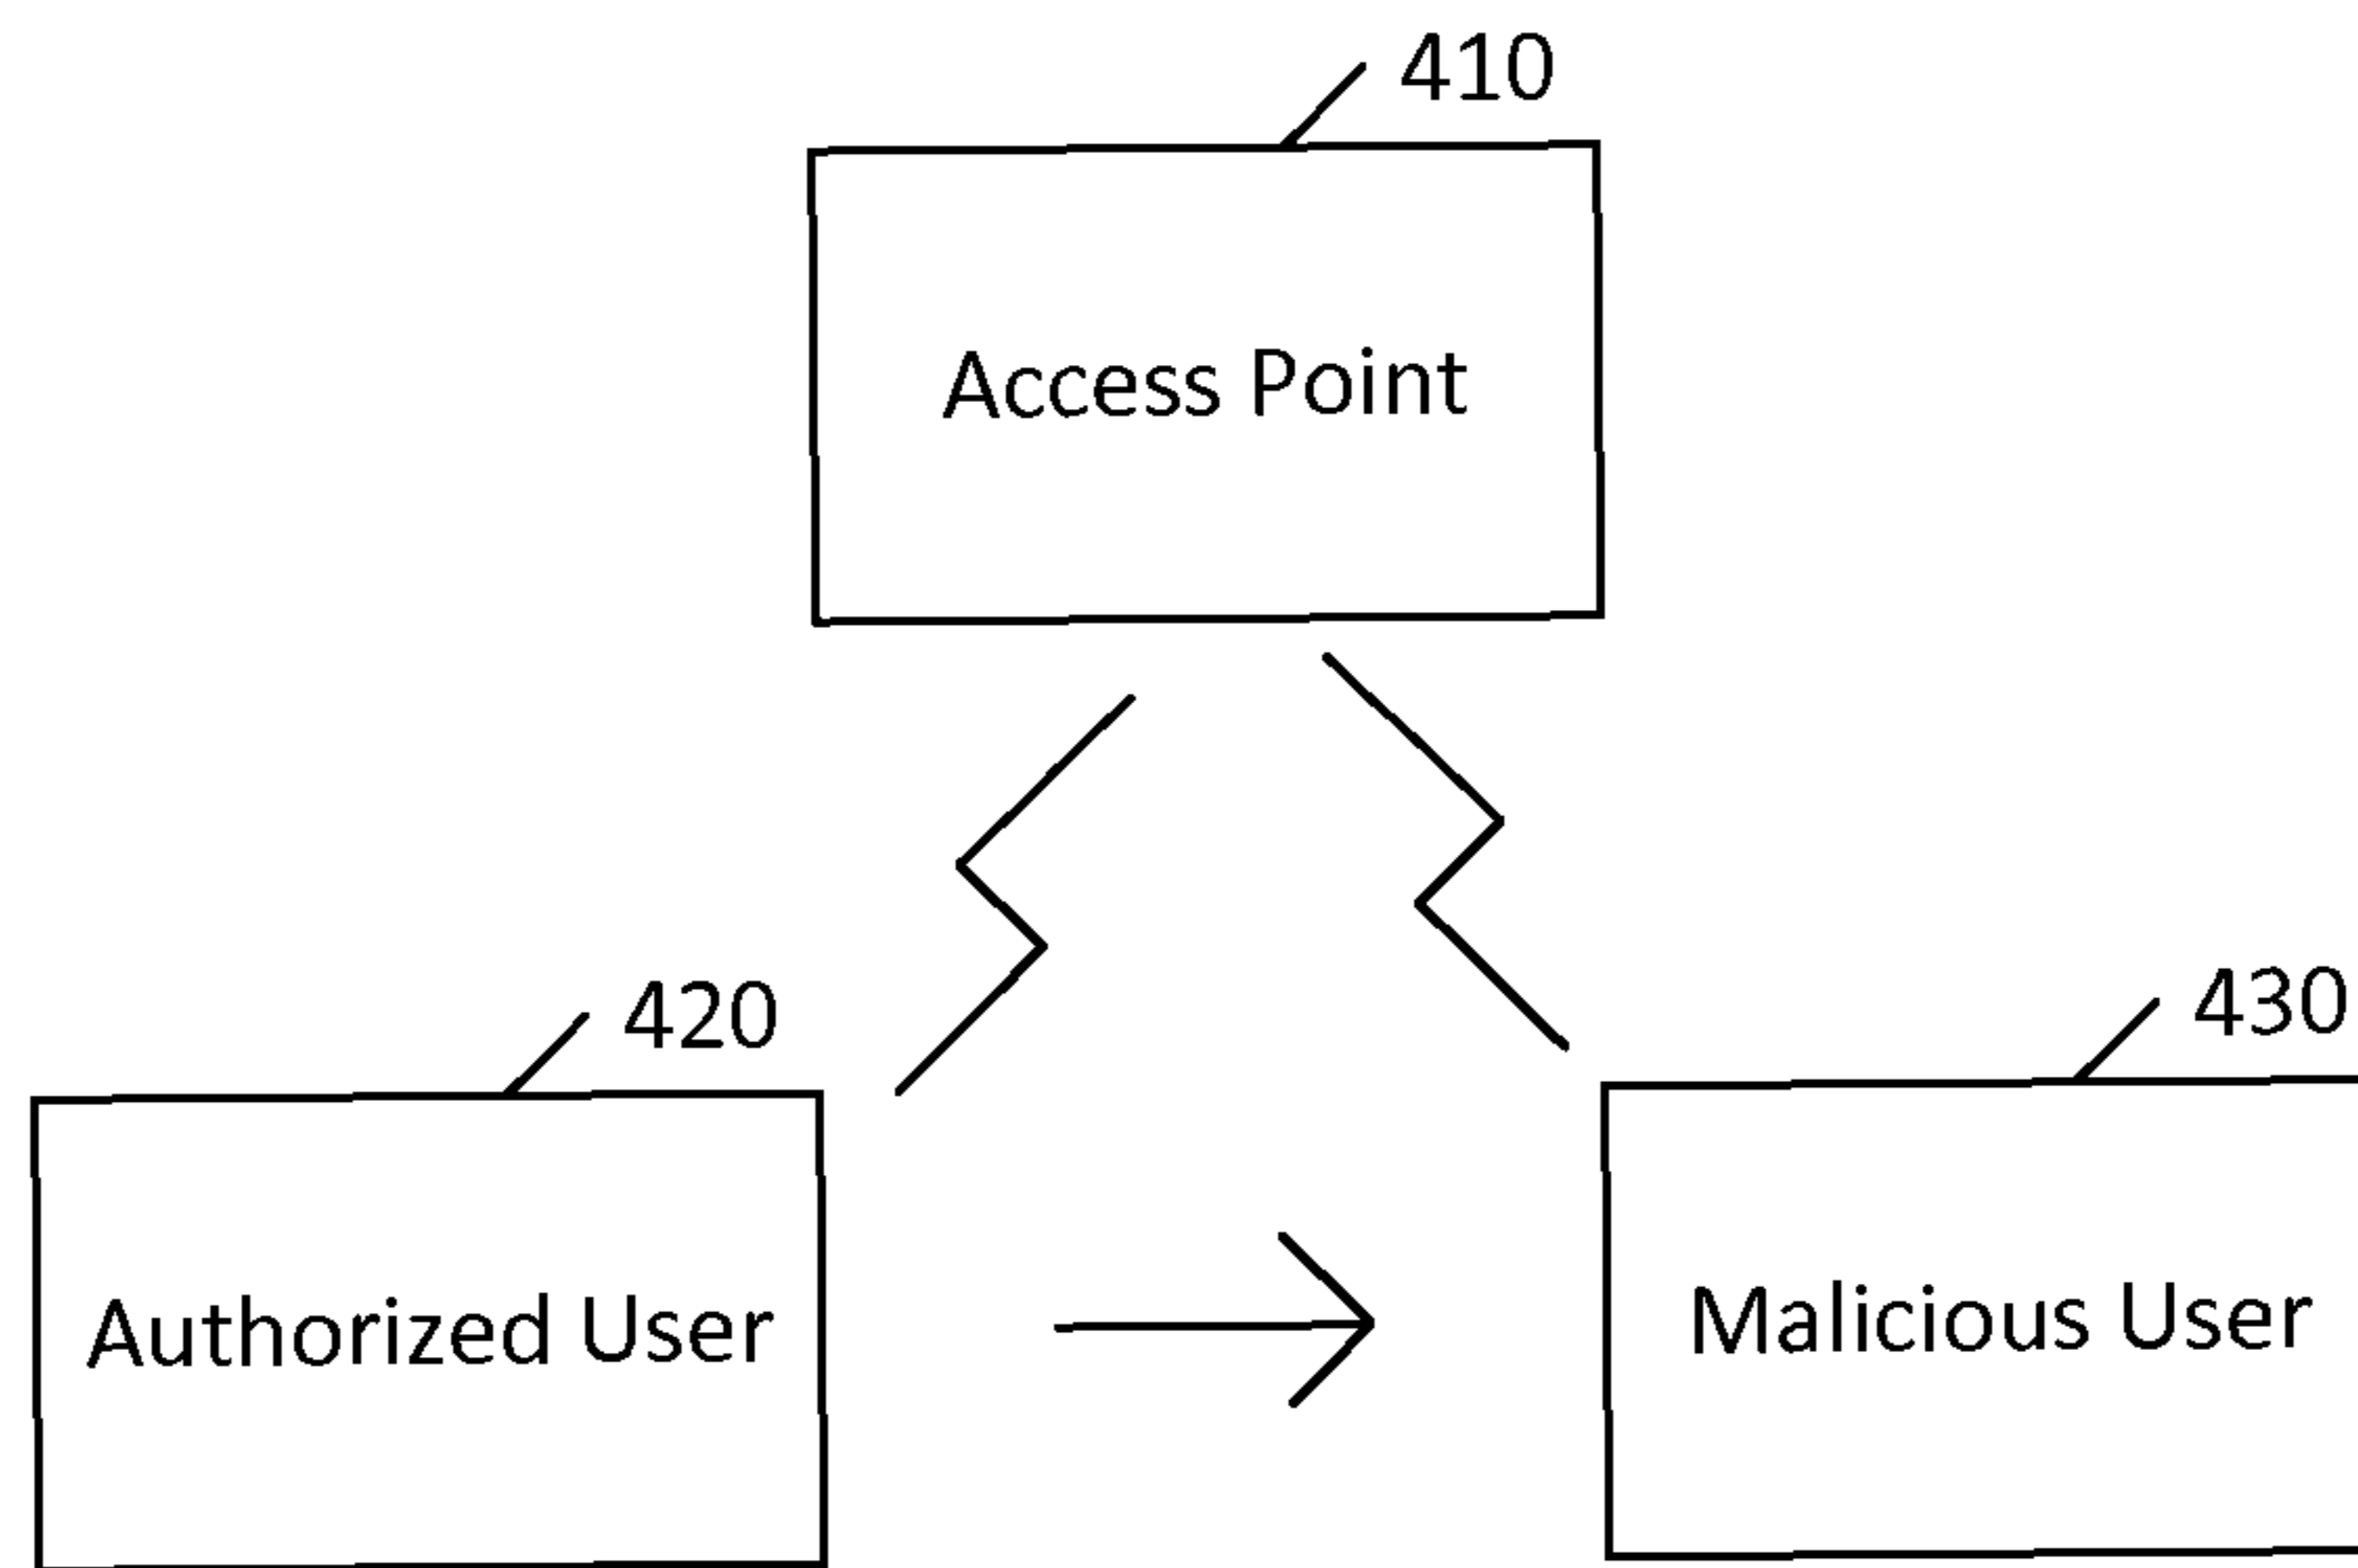 410
Access Point
420
430
Authorized User
Malicious User